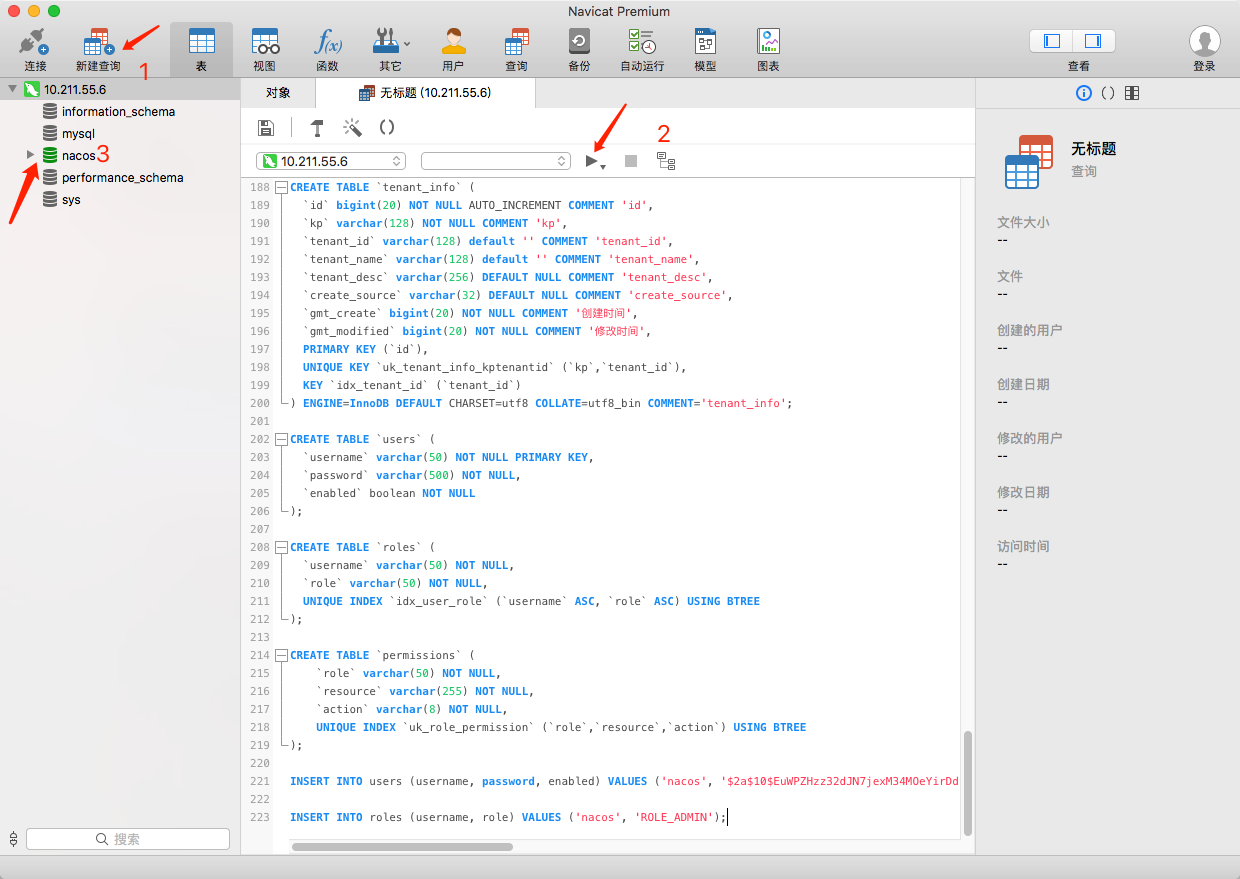 Navicat Premium
连接
新建查询
表
视图
函数
其它
用户
查询
备份
自动运行
模型
图表
查看
登录
1
10.211.55.6
information_schema
mysql
nacos
3
performance_schema
sys
搜索
对象
无标题 (10.211.55.6)
10.211.55.6
2
188 CREATE TABLE `tenant_info` (
189 `id` bigint(20) NOT NULL AUTO_INCREMENT COMMENT 'id',
190 `kp` varchar(128) NOT NULL COMMENT 'kp',
191 `tenant_id` varchar(128) default '' COMMENT 'tenant_id',
192 `tenant_name` varchar(128) default '' COMMENT 'tenant_name',
193 `tenant_desc` varchar(256) DEFAULT NULL COMMENT 'tenant_desc',
194 `create_source` varchar(32) DEFAULT NULL COMMENT 'create_source',
195 `gmt_create` bigint(20) NOT NULL COMMENT '创建时间',
196 `gmt_modified` bigint(20) NOT NULL COMMENT '修改时间',
197 PRIMARY KEY (`id`),
198 UNIQUE KEY `uk_tenant_info_kptenantid` (`kp`,`tenant_id`),
199 KEY `idx_tenant_id` (`tenant_id`)
200 ) ENGINE=InnoDB DEFAULT CHARSET=utf8 COLLATE=utf8_bin COMMENT='tenant_info';
201
202 CREATE TABLE `users` (
203 `username` varchar(50) NOT NULL PRIMARY KEY,
204 `password` varchar(500) NOT NULL,
205 `enabled` boolean NOT NULL
206 );
207
208 CREATE TABLE `roles` (
209 `username` varchar(50) NOT NULL,
210 `role` varchar(50) NOT NULL,
211 UNIQUE INDEX `idx_user_role` (`username` ASC, `role` ASC) USING BTREE
212 );
213
214 CREATE TABLE `permissions` (
215 `role` varchar(50) NOT NULL,
216 `resource` varchar(255) NOT NULL,
217 `action` varchar(8) NOT NULL,
218 UNIQUE INDEX `uk_role_permission` (`role`,`resource`,`action`) USING BTREE
219 );
220
221 INSERT INTO users (username, password, enabled) VALUES ('nacos', '$2a$10$EuWPZHzz32dJN7jexM34MOeYirDd
222
223 INSERT INTO roles (username, role) VALUES ('nacos', 'ROLE_ADMIN');
无标题
查询
文件大小
--
文件
--
创建的用户
--
创建日期
--
修改的用户
--
修改日期
--
访问时间
--